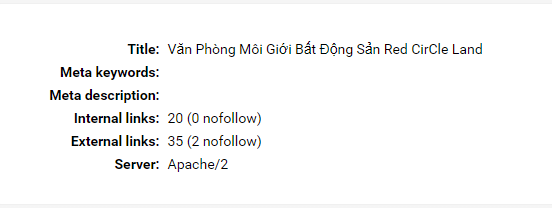 Title: Văn Phòng Môi Giới Bất Động Sản Red CirCle Land
Meta keywords:
Meta description:
Internal links: 20 (0 nofollow)
External links: 35 (2 nofollow)
Server: Apache/2